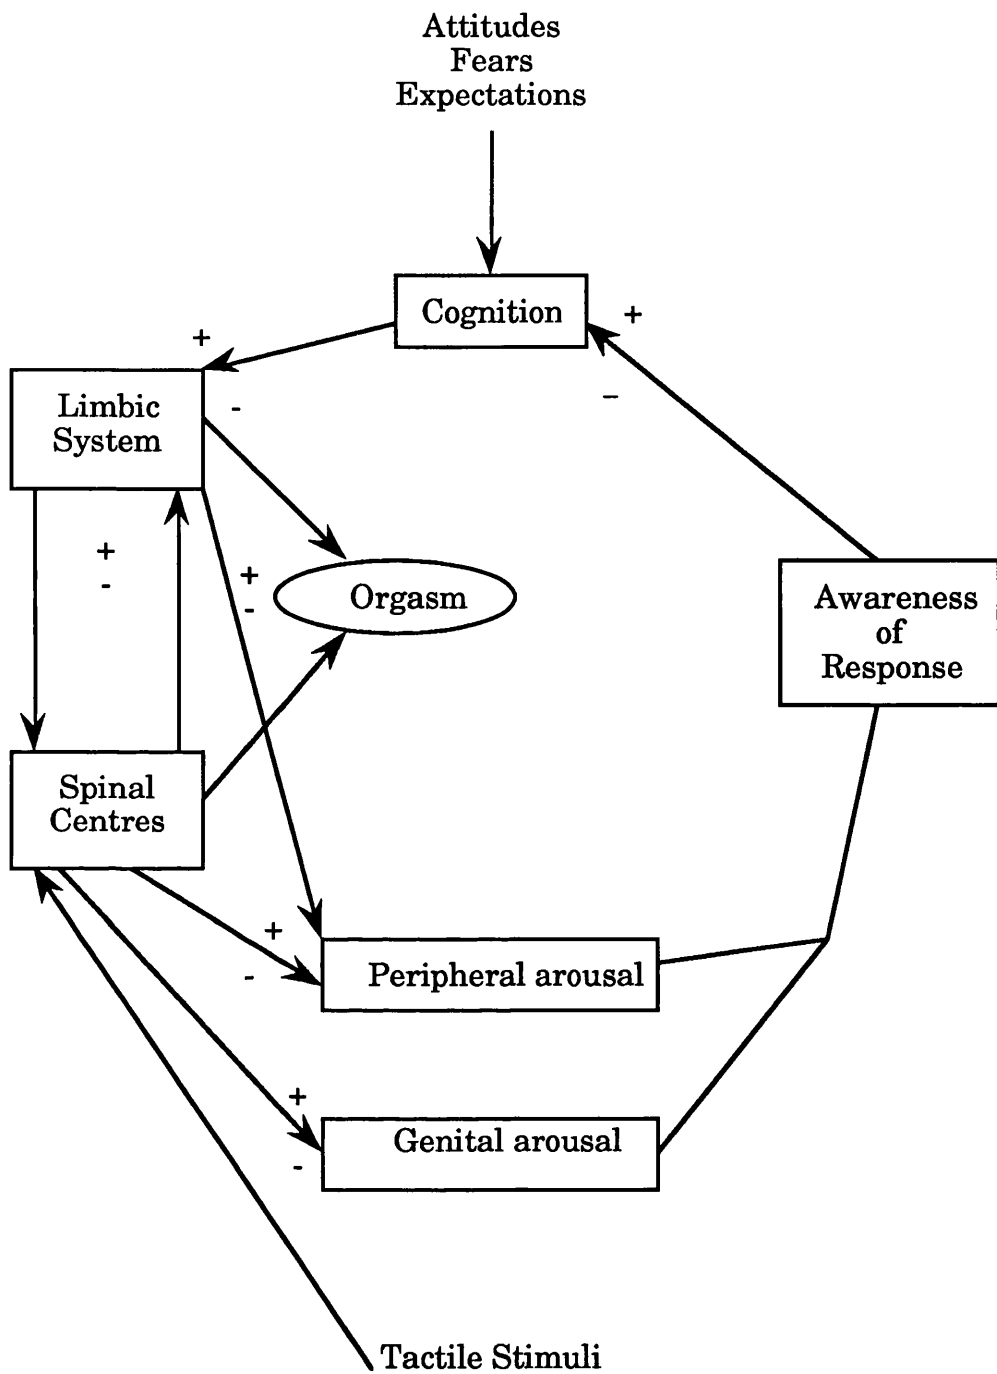 Attitudes
Fears
Expectations
Cognition
+
+
-
–
Limbic
System
+
-
+
-
Orgasm
Awareness
of
Response
Spinal
Centres
+
-
Peripheral arousal
+
-
Genital arousal
Tactile Stimuli